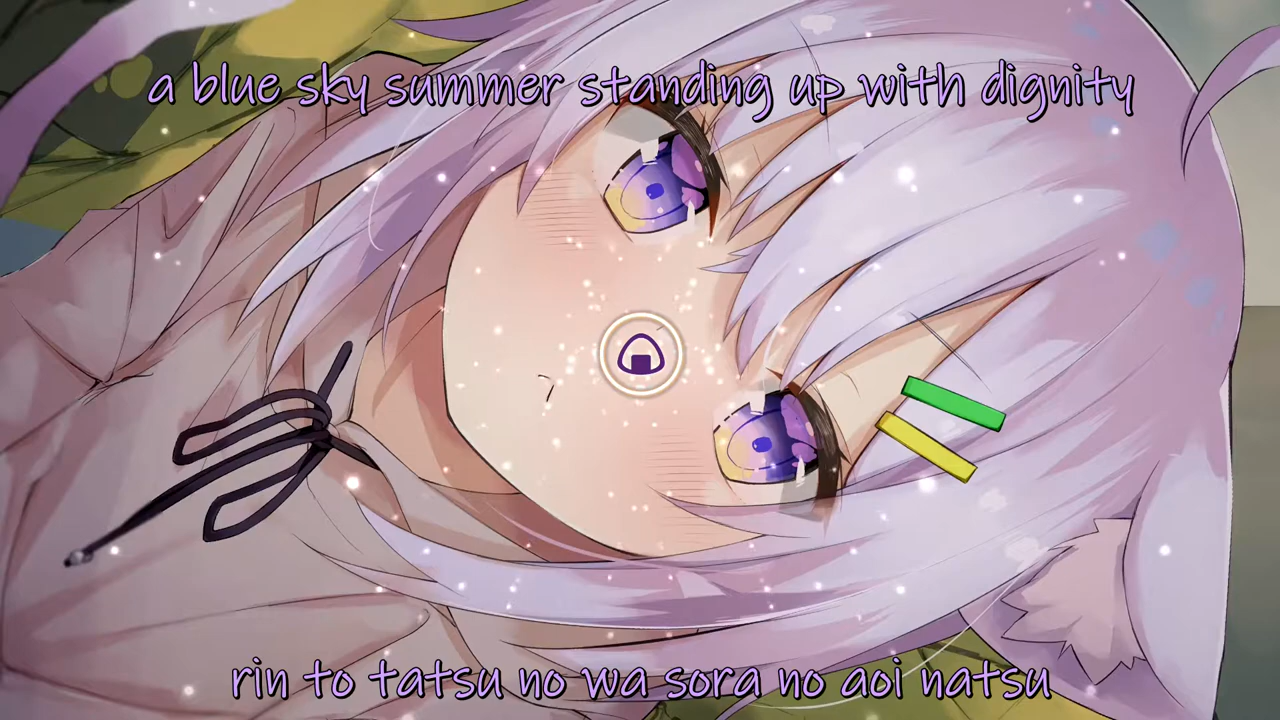 a blue sky summer standing up with dignity
rin to tatsu no wa sora no aoi natsu